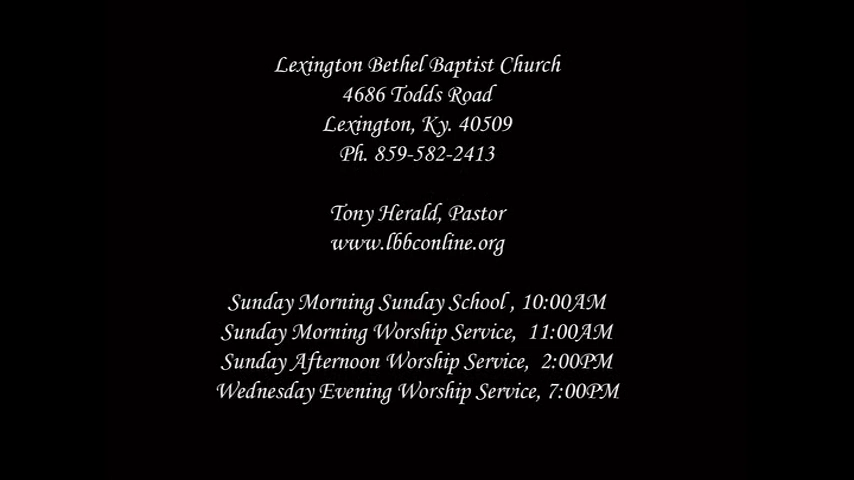 Lexington Bethel Baptist Church
4686 Todds Road
Lexington, Ky. 40509
Ph. 859-582-2413
Tony Herald, Pastor
www.lbbconline.org
Sunday Morning Sunday School , 10:00AM
Sunday Morning Worship Service,  11:00AM
Sunday Afternoon Worship Service,  2:00PM
Wednesday Evening Worship Service, 7:00PM